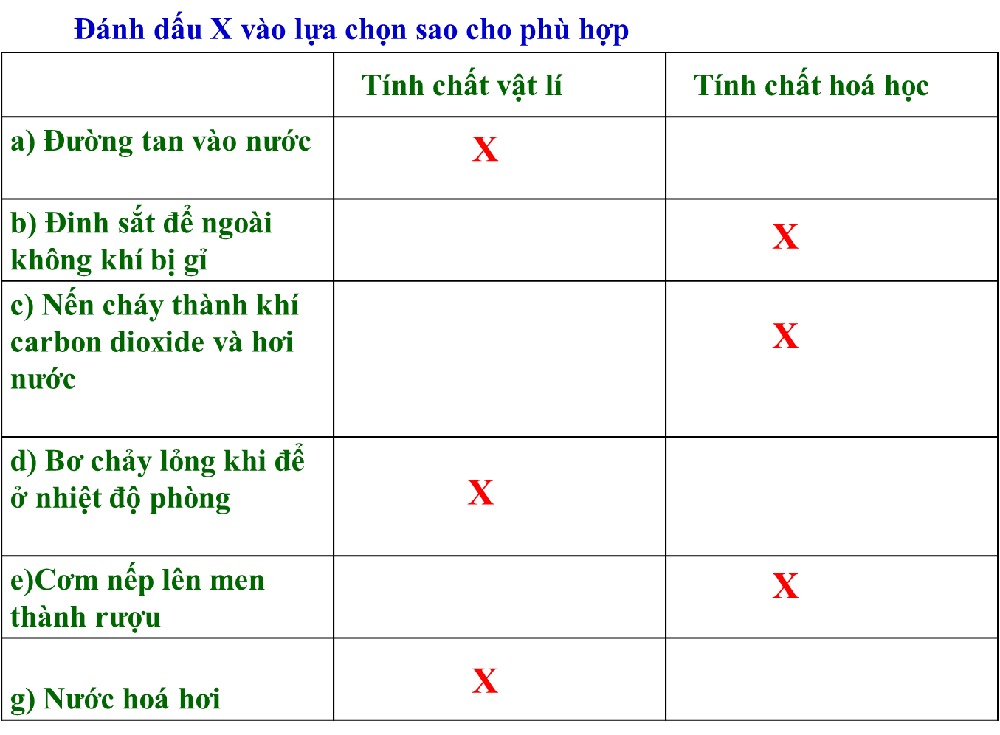 Đánh dấu X vào lựa chọn sao cho phù hợp
Tính chất vật lí
Tính chất hoá học
a) Đường tan vào nước
X
b) Đinh sắt để ngoài
không khí bị gỉ
X
c) Nến cháy thành khí
carbon dioxide và hơi
nước
X
d) Bơ chảy lỏng khi để
ở nhiệt độ phòng
X
e)Cơm nếp lên men
thành rượu
X
g) Nước hoá hơi
X